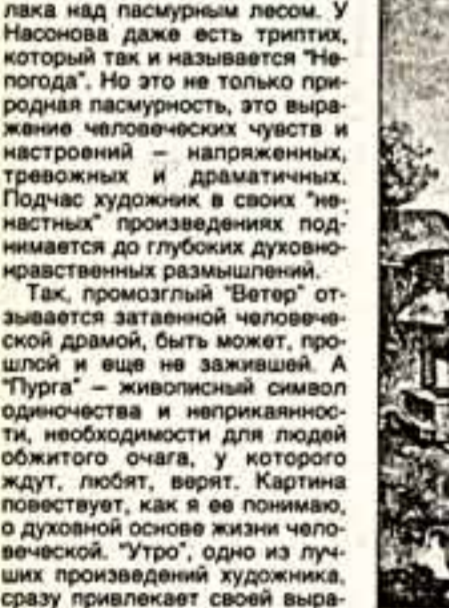 лака над пасмурным лесом. У
Насонова даже есть триптих,
который так и называется "Не-
погода". Но это не только при-
родная пасмурность, это выра-
жение человеческих чувств и
настроений – напряженных,
тревожных и драматичных.
Подчас художник в своих "не-
настных" произведениях под-
нимается до глубоких духовно-
нравственных размышлений.
Так, промозглый "Ветер" от-
зывается затаенной человече-
ской драмой, быть может, про-
шлой и еще не зажившей. А
"Пурга" – живописный символ
одиночества и неприкаяннос-
ти, необходимости для людей
обжитого очага, у которого
ждут, любят, верят. Картина
повествует, как я ее понимаю,
о духовной основе жизни чело-
веческой. "Утро", одно из луч-
ших произведений художника,
сразу привлекает своей выра-